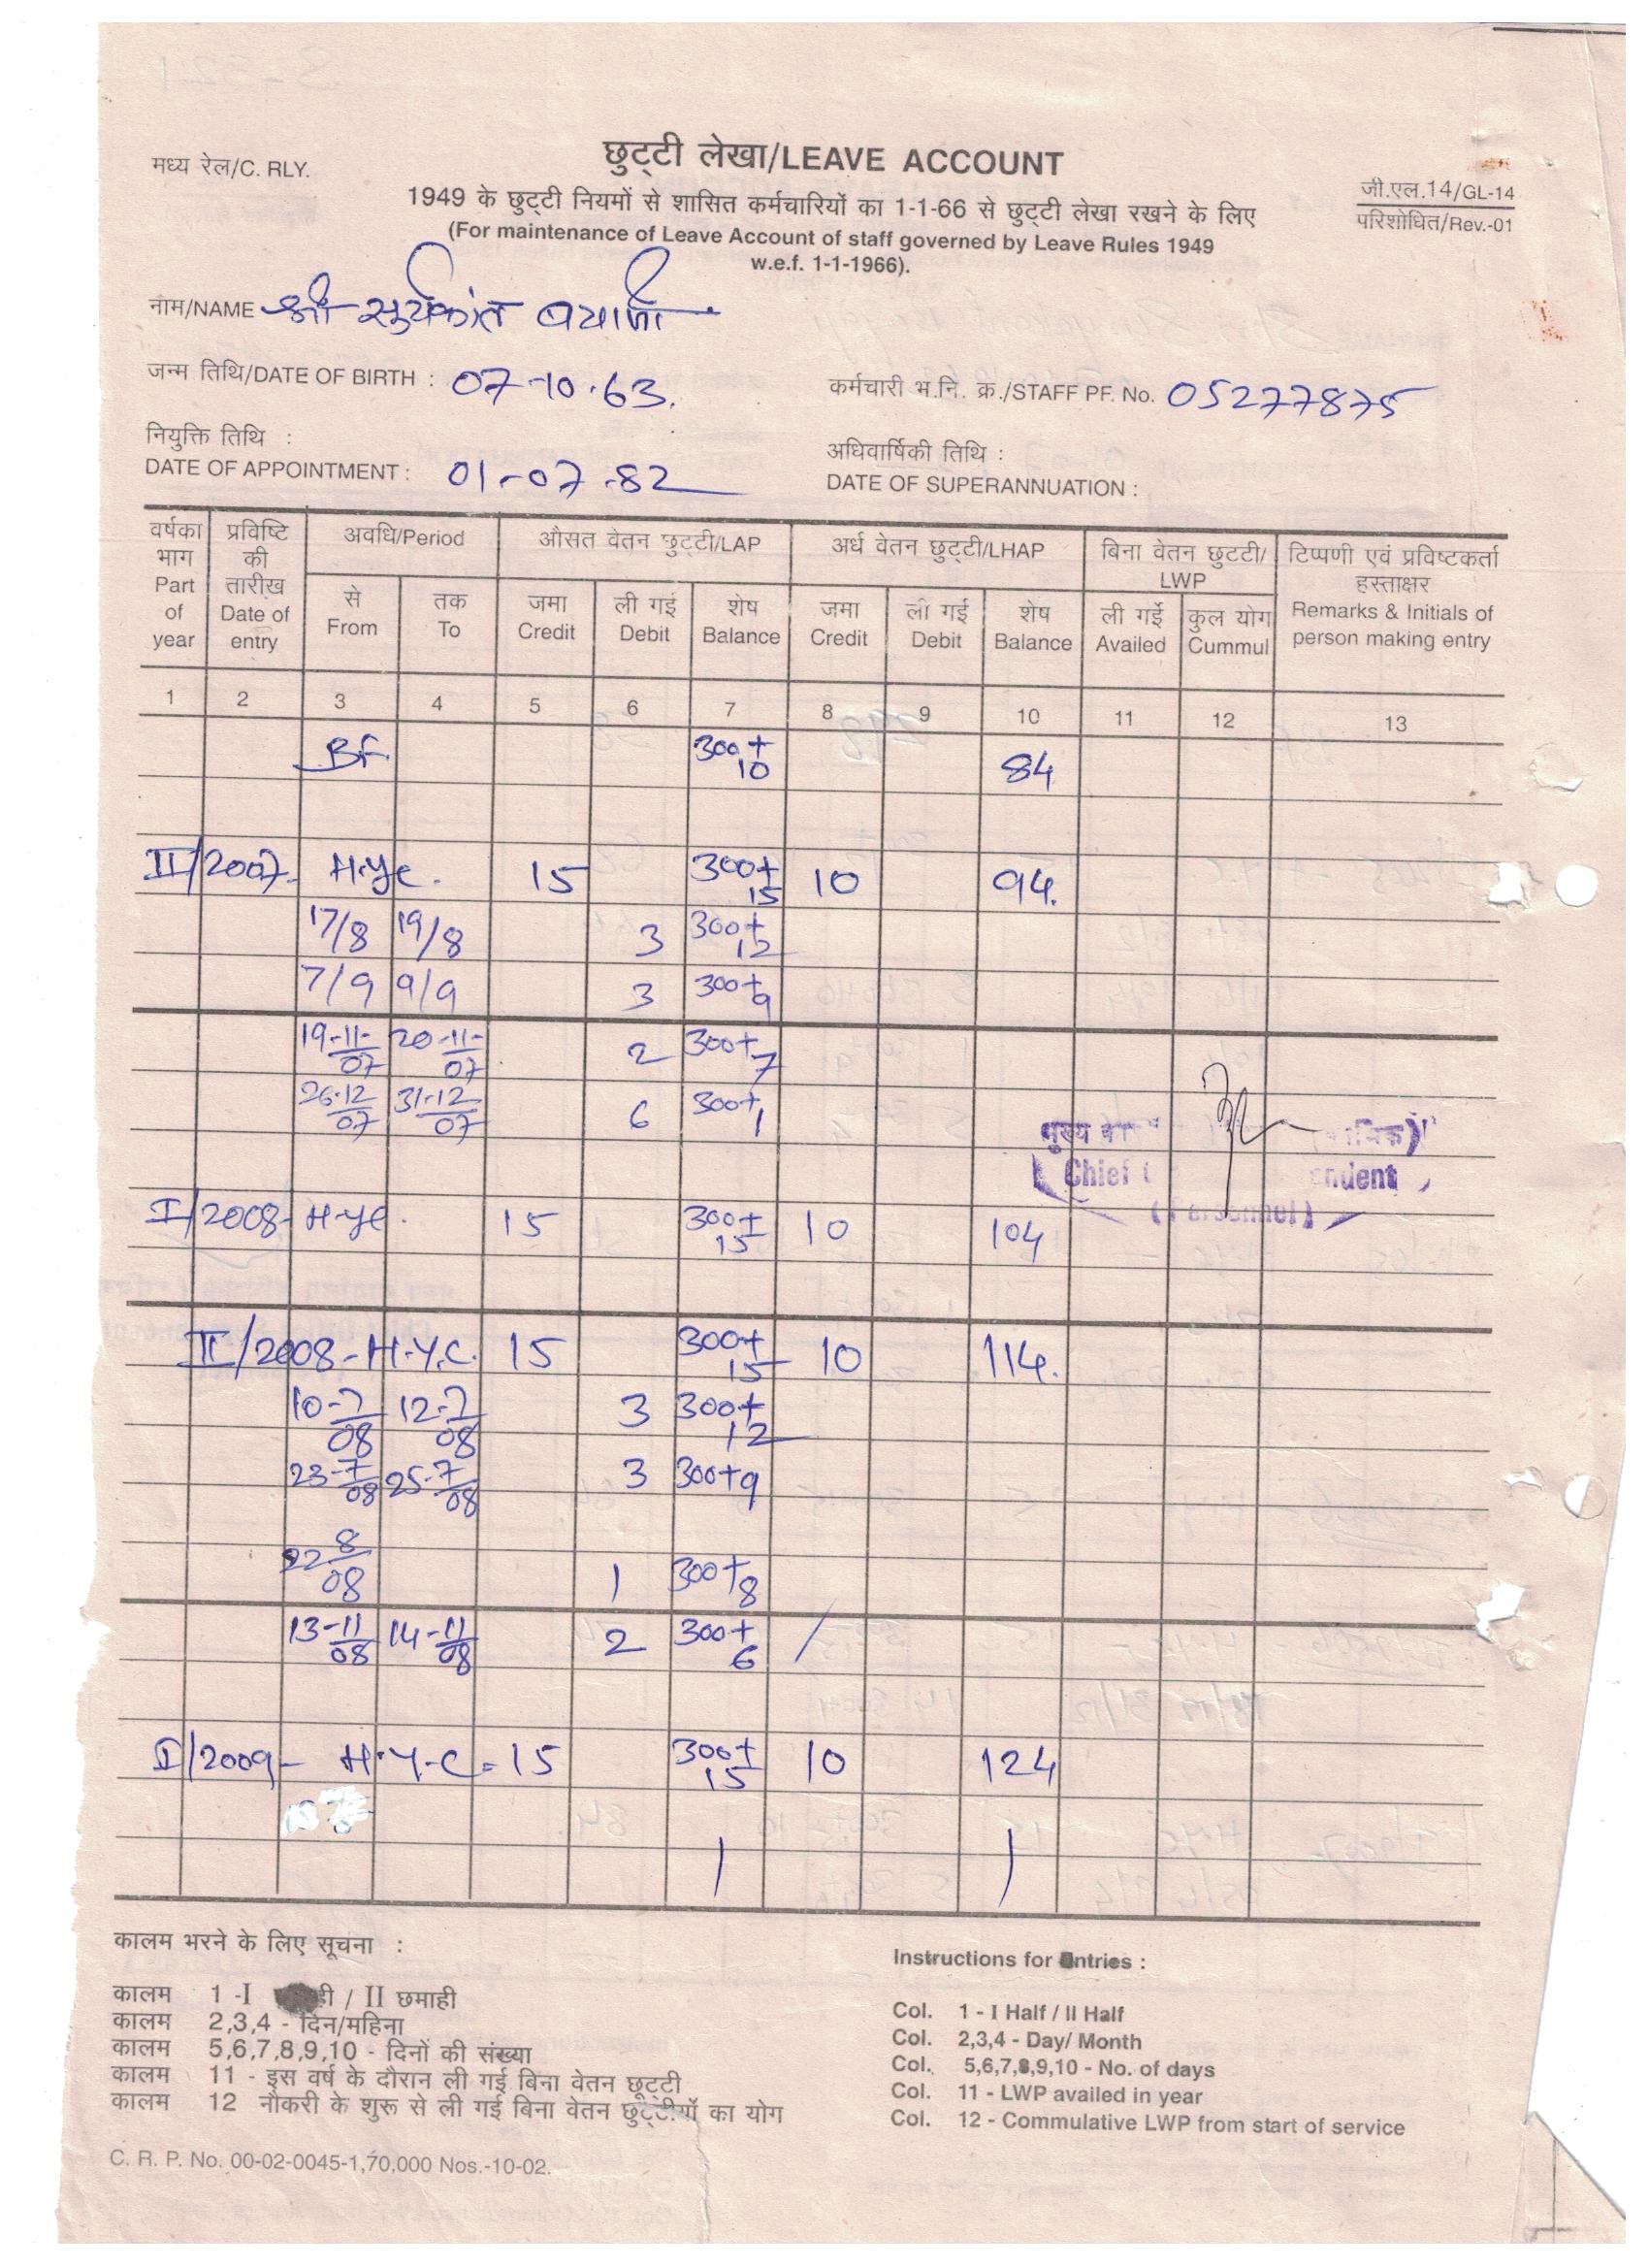 मध्य रेल/C. RLY.
छुट्टी लेखा/LEAVE ACCOUNT
जी.एल.14/GL-14
परिशोधित/Rev.-01
1949 के छुट्टी नियमों से शासित कर्मचारियों का 1-1-66 से छुट्टी लेखा रखने के लिए
(For maintenance of Leave Account of staff governed by Leave Rules 1949
w.e.f. 1-1-1966).
नाम/NAME श्री सूर्यकांत
जन्म तिथि/DATE OF BIRTH : 07-10-63.
कर्मचारी भ.नि. क्र./STAFF PF. No. 05277875
नियुक्ति तिथि :
DATE OF APPOINTMENT : 01-07-82
अधिवार्षिकी तिथि :
DATE OF SUPERANNUATION :
वर्षका भाग Part of year
प्रविष्टि की तारीख Date of entry
अवधि/Period
औसत वेतन छुट्टी/LAP
अर्ध वेतन छुट्टी/LHAP
बिना वेतन छुटटी/ LWP
टिप्पणी एवं प्रविष्टकर्ता हस्ताक्षर Remarks & Initials of person making entry
से From
तक To
जमा Credit
ली गई Debit
शेष Balance
जमा Credit
ली गई Debit
शेष Balance
ली गई Availed
कुल योग Cummul
1 2 3 4 5 6 7 8 9 10 11 12 13
BF. 300+10 84
II/2007- H.Yc. 15 300+15 10 94.
17/8 19/8 3 300+12
7/9 9/9 3 300+9
19-11-/07 20-11-/07 2 300+7
26-12/07 31-12/07 6 300+1
मुख्य
Chief
(Personnel)
I/2008- H-Yc. 15 300+15 10 104
II/2008-H.Y.C. 15 300+15 10 114.
10-7/08 12-7/08 3 300+12
23-7/08 25-7/08 3 300+9
22 8/08 1 300+8
13-11/08 14-11/08 2 300+6 /
I/2009- H.Y-C= 15 300+15 10 124
कालम भरने के लिए सूचना :
कालम 1 -I / II छमाही
कालम 2,3,4 - दिन/महिना
कालम 5,6,7,8,9,10 - दिनों की संख्या
कालम 11 - इस वर्ष के दौरान ली गई बिना वेतन छूट्टी
कालम 12 नौकरी के शुरू से ली गई बिना वेतन छुट्टीयों का योग
Instructions for Entries :
Col. 1 - I Half / II Half
Col. 2,3,4 - Day/ Month
Col. 5,6,7,8,9,10 - No. of days
Col. 11 - LWP availed in year
Col. 12 - Commulative LWP from start of service
C. R. P. No. 00-02-0045-1,70,000 Nos.-10-02.